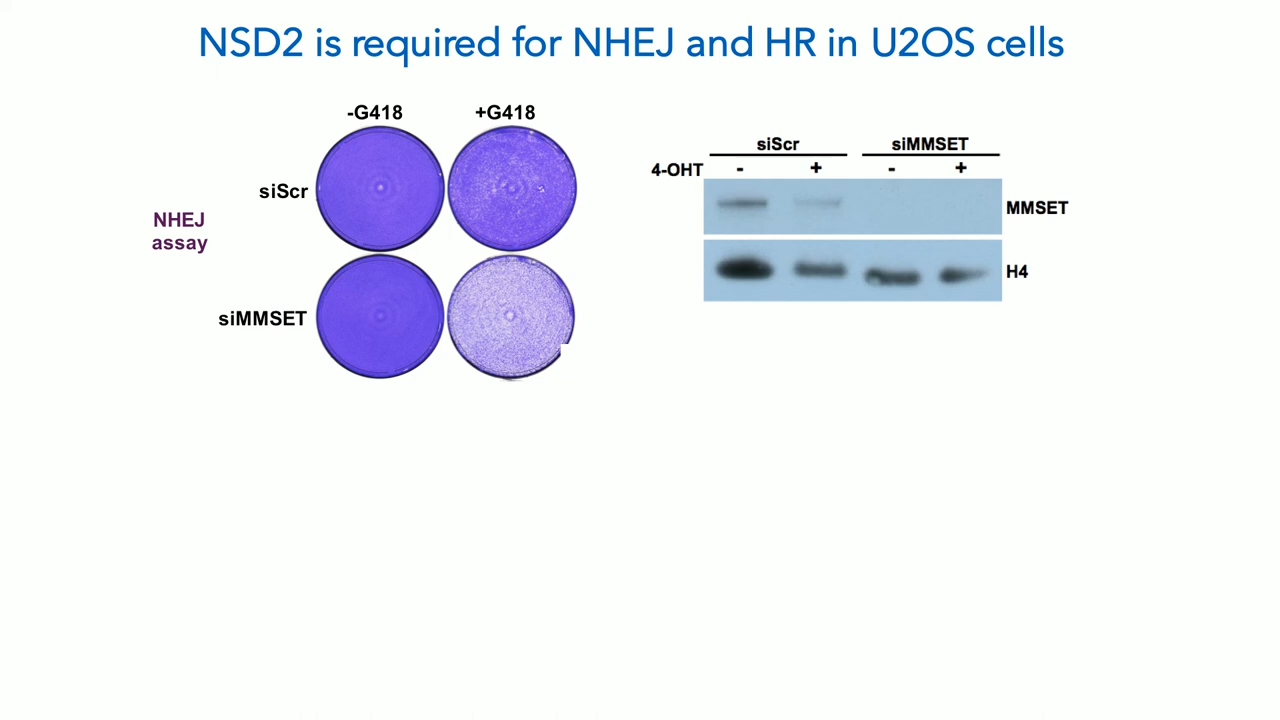 NSD2 is required for NHEJ and HR in U2OS cells
-G418 +G418
siScr
NHEJ
assay
siMMSET
siScr siMMSET
4-OHT - + - +
MMSET
H4